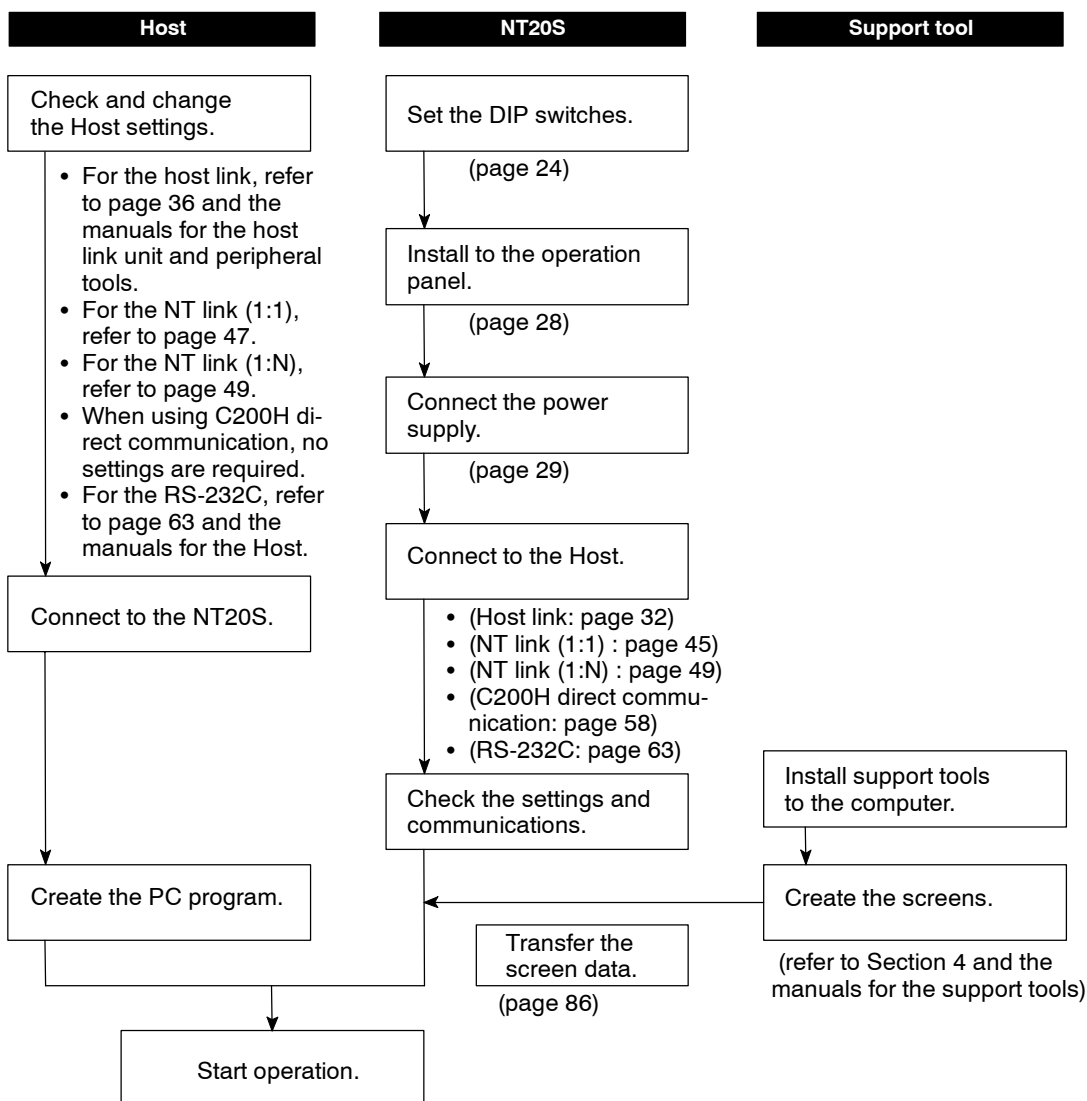 Host
NT20S
Support tool
Check and change
the Host settings.
• For the host link, refer
to page 36 and the
manuals for the host
link unit and peripheral
tools.
• For the NT link (1:1),
refer to page 47.
• For the NT link (1:N),
refer to page 49.
• When using C200H di-
rect communication, no
settings are required.
• For the RS-232C, refer
to page 63 and the
manuals for the Host.
Connect to the NT20S.
Create the PC program.
Set the DIP switches.
(page 24)
Install to the operation
panel.
(page 28)
Connect the power
supply.
(page 29)
Connect to the Host.
• (Host link: page 32)
• (NT link (1:1) : page 45)
• (NT link (1:N) : page 49)
• (C200H direct commu-
nication: page 58)
• (RS-232C: page 63)
Check the settings and
communications.
Install support tools
to the computer.
Create the screens.
(refer to Section 4 and the
manuals for the support tools)
Transfer the
screen data.
(page 86)
Start operation.